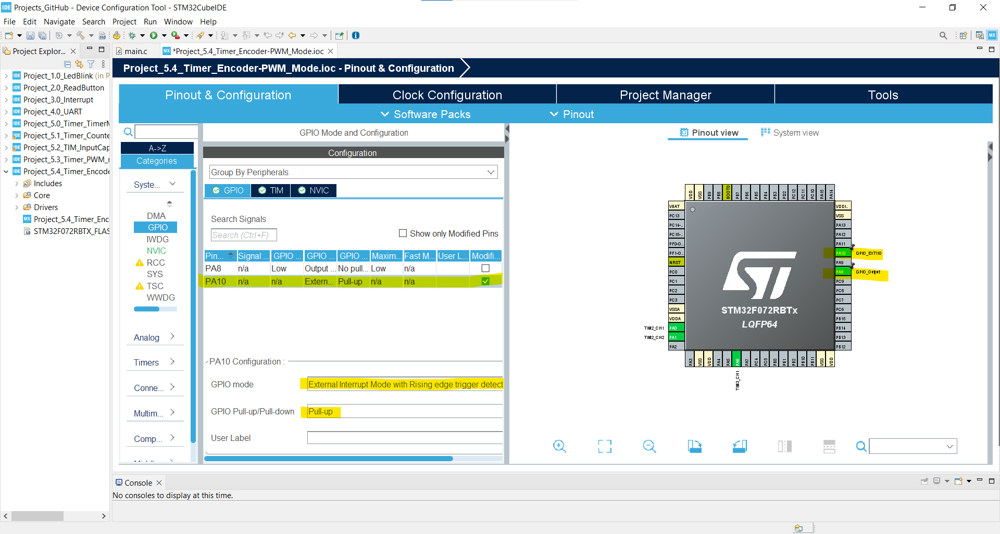 Projects_GitHub - Device Configuration Tool - STM32CubeIDE
File Edit Navigate Search Project Run Window Help
Project Explor...
main.c
*Project_5.4_Timer_Encoder-PWM_Mode.ioc
Project_1.0_LedBlink (in P
Project_2.0_ReadButton
Project_3.0_Interrupt
Project_4.0_UART
Project_5.0_Timer_Timer
Project_5.1_Timer_Counte
Project_5.2_TIM_InputCap
Project_5.3_Timer_PWM_
Project_5.4_Timer_Encode
Includes
Core
Drivers
Project_5.4_Timer_Enc
STM32F072RBTX_FLAS
Project_5.4_Timer_Encoder-PWM_Mode.ioc - Pinout & Configuration
Pinout & Configuration
Clock Configuration
Project Manager
Tools
Software Packs
Pinout
A->Z
Categories
Syste...
DMA
GPIO
IWDG
NVIC
RCC
SYS
TSC
WWDG
Analog
Timers
Conne...
Multim...
Comp...
GPIO Mode and Configuration
Configuration
Group By Peripherals
GPIO
TIM
NVIC
Search Signals
Search (Ctrl+F)
Show only Modified Pins
Pin... Signal ... GPIO ... GPIO ... GPIO ... Maxim... Fast M... User L... Modifi...
PA8 n/a Low Output ... No pull... Low n/a
PA10 n/a n/a Extern... Pull-up n/a n/a
PA10 Configuration :
GPIO mode
External Interrupt Mode with Rising edge trigger detect
GPIO Pull-up/Pull-down
Pull-up
User Label
Pinout view
System view
VDD
VSS
PB9
PB8
BOOT0
PB7
PB6
PB5
PB4
PB3
PD2
PC12
PC11
PC10
PA15
PA14
VBAT
PC13
PC14-..
PC15-..
PF0-O..
PF1-O..
NRST
PC0
PC1
PC2
PC3
VSSA
VDDA
TIM2_CH1 PA0
TIM2_CH2 PA1
PA2
VDDI..
VSS
PA13
PA12
PA11
PA10 GPIO_EXTI10
PA9
PA8 GPIO_Output
PC9
PC8
PC7
PC6
PB15
PB14
PB13
PB12
ST
STM32F072RBTx
LQFP64
PA3
VSS
VDD
PA4
PA5
PA6
PA7
PC4
PC5
PB0
PB1
PB2
PB10
PB11
VSS
VDD
TIM3_CH1
Console
No consoles to display at this time.